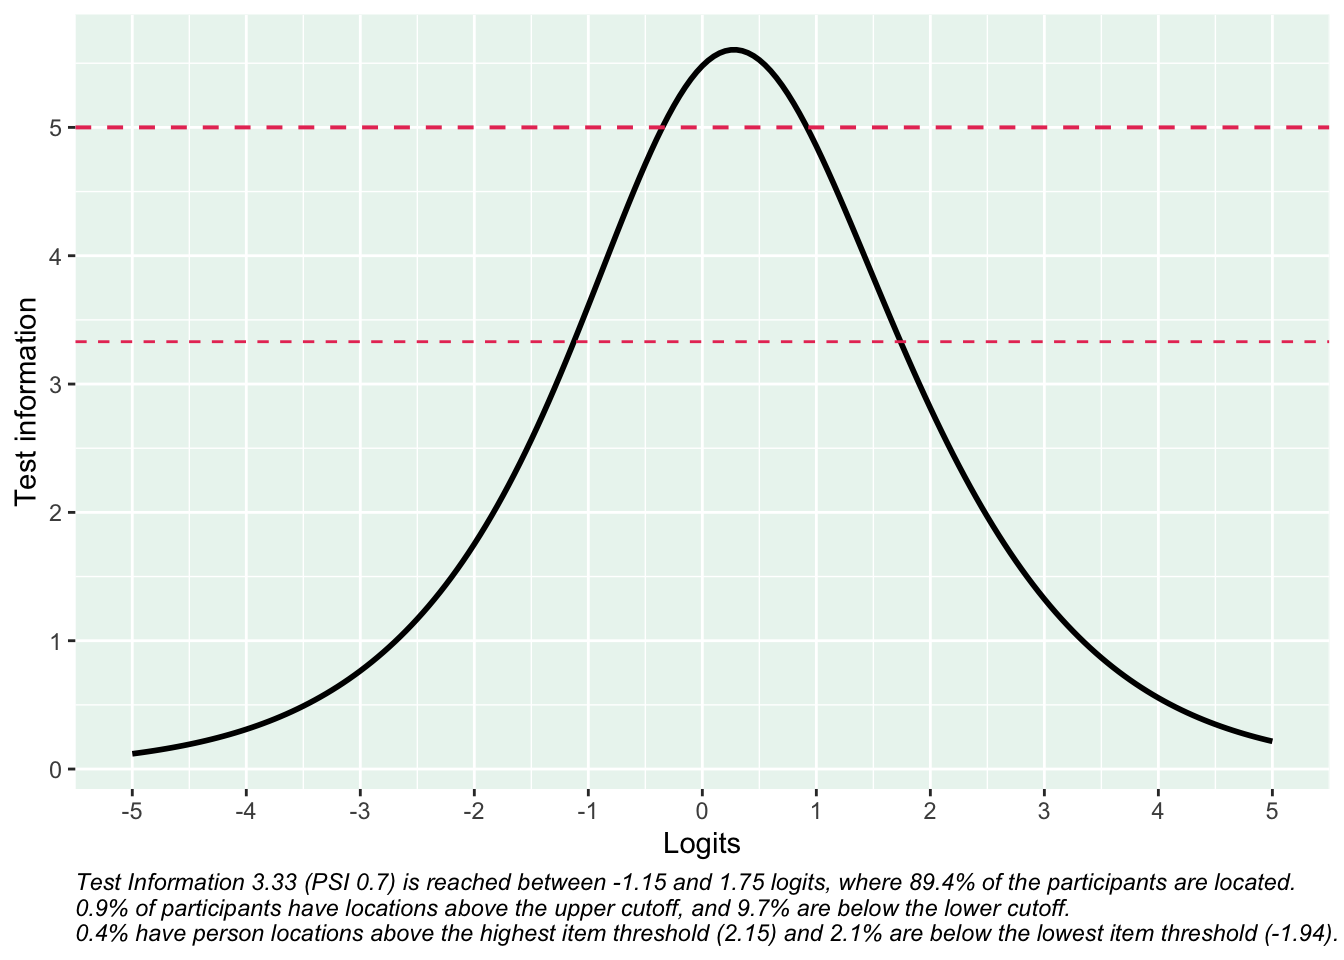 5
4
3
2
1
0
Test information
-5 -4 -3 -2 -1 0 1 2 3 4 5
Logits
Test Information 3.33 (PSI 0.7) is reached between -1.15 and 1.75 logits, where 89.4% of the participants are located.
0.9% of participants have locations above the upper cutoff, and 9.7% are below the lower cutoff.
0.4% have person locations above the highest item threshold (2.15) and 2.1% are below the lowest item threshold (-1.94).